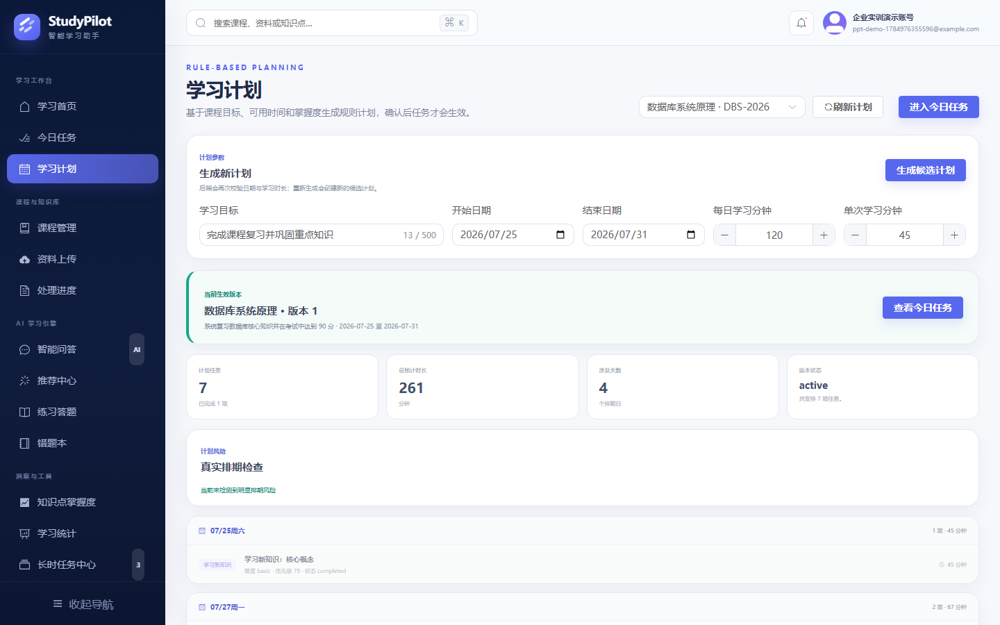 StudyPilot
智能学习助手
学习工作台
学习首页
今日任务
学习计划
课程与知识库
课程管理
资料上传
处理进度
AI 学习引擎
智能问答
AI
推荐中心
练习答题
错题本
洞察与工具
知识点掌握度
学习统计
长时任务中心
3
收起导航
搜索课程、资料或知识点...
⌘ K
企业实训演示账号
ppt-demo-1784976355596@example.com
RULE-BASED PLANNING
学习计划
基于课程目标、可用时间和掌握度生成规则计划，确认后任务才会生效。
数据库系统原理 · DBS-2026
刷新计划
进入今日任务
计划参数
生成新计划
后端会再次校验日期与学习时长；重新生成会创建新的候选计划。
生成候选计划
学习目标
开始日期
结束日期
每日学习分钟
单次学习分钟
完成课程复习并巩固重点知识
13 / 500
2026/07/25
2026/07/31
120
45
当前生效版本
数据库系统原理 • 版本 1
系统复习数据库核心知识并在考试中达到 90 分 · 2026-07-25 至 2026-07-31
查看今日任务
计划任务
7
已完成 1 项
总预计时长
261
分钟
涉及天数
4
个排期日
版本状态
active
共安排 7 项任务。
计划风险
真实排期检查
当前未检测到明显排期风险
07/25周六
1 项 · 45 分钟
学习新知识
学习新知识：核心概念
难度 basic · 优先级 79 · 状态 completed
45 分钟
07/27周一
2 项 · 67 分钟